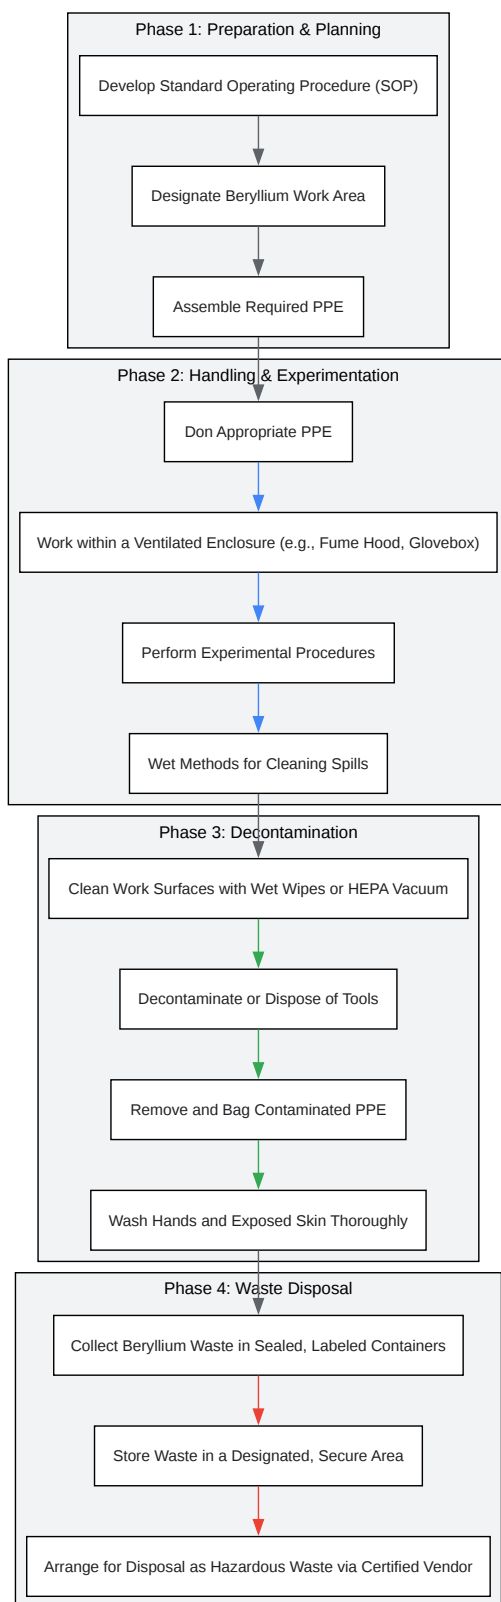 Phase 1: Preparation & Planning
Develop Standard Operating Procedure (SOP)
Designate Beryllium Work Area
Assemble Required PPE
Phase 2: Handling & Experimentation
Don Appropriate PPE
Work within a Ventilated Enclosure (e.g., Fume Hood, Glovebox)
Perform Experimental Procedures
Wet Methods for Cleaning Spills
Phase 3: Decontamination
Clean Work Surfaces with Wet Wipes or HEPA Vacuum
Decontaminate or Dispose of Tools
Remove and Bag Contaminated PPE
Wash Hands and Exposed Skin Thoroughly
Phase 4: Waste Disposal
Collect Beryllium Waste in Sealed, Labeled Containers
Store Waste in a Designated, Secure Area
Arrange for Disposal as Hazardous Waste via Certified Vendor